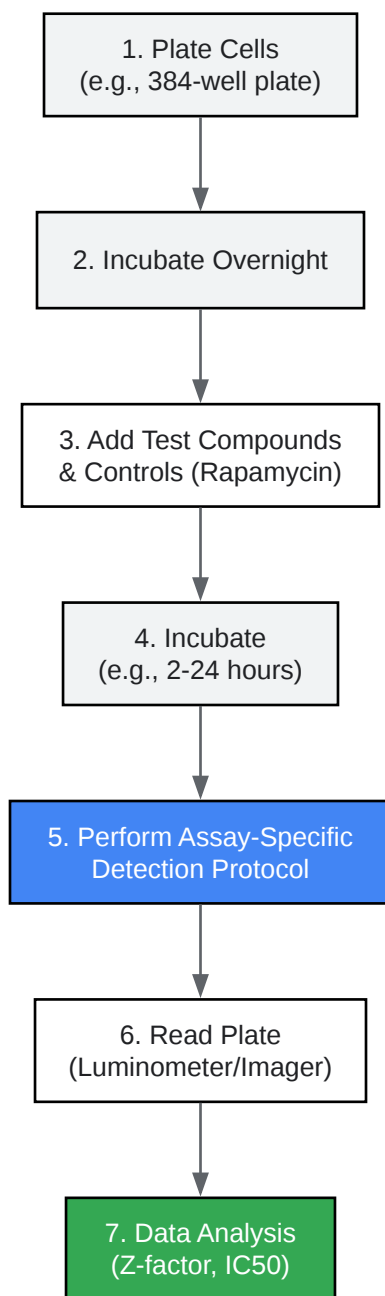 1. Plate Cells
(e.g., 384-well plate)
2. Incubate Overnight
3. Add Test Compounds
& Controls (Rapamycin)
4. Incubate
(e.g., 2-24 hours)
5. Perform Assay-Specific
Detection Protocol
6. Read Plate
(Luminometer/Imager)
7. Data Analysis
(Z-factor, IC50)